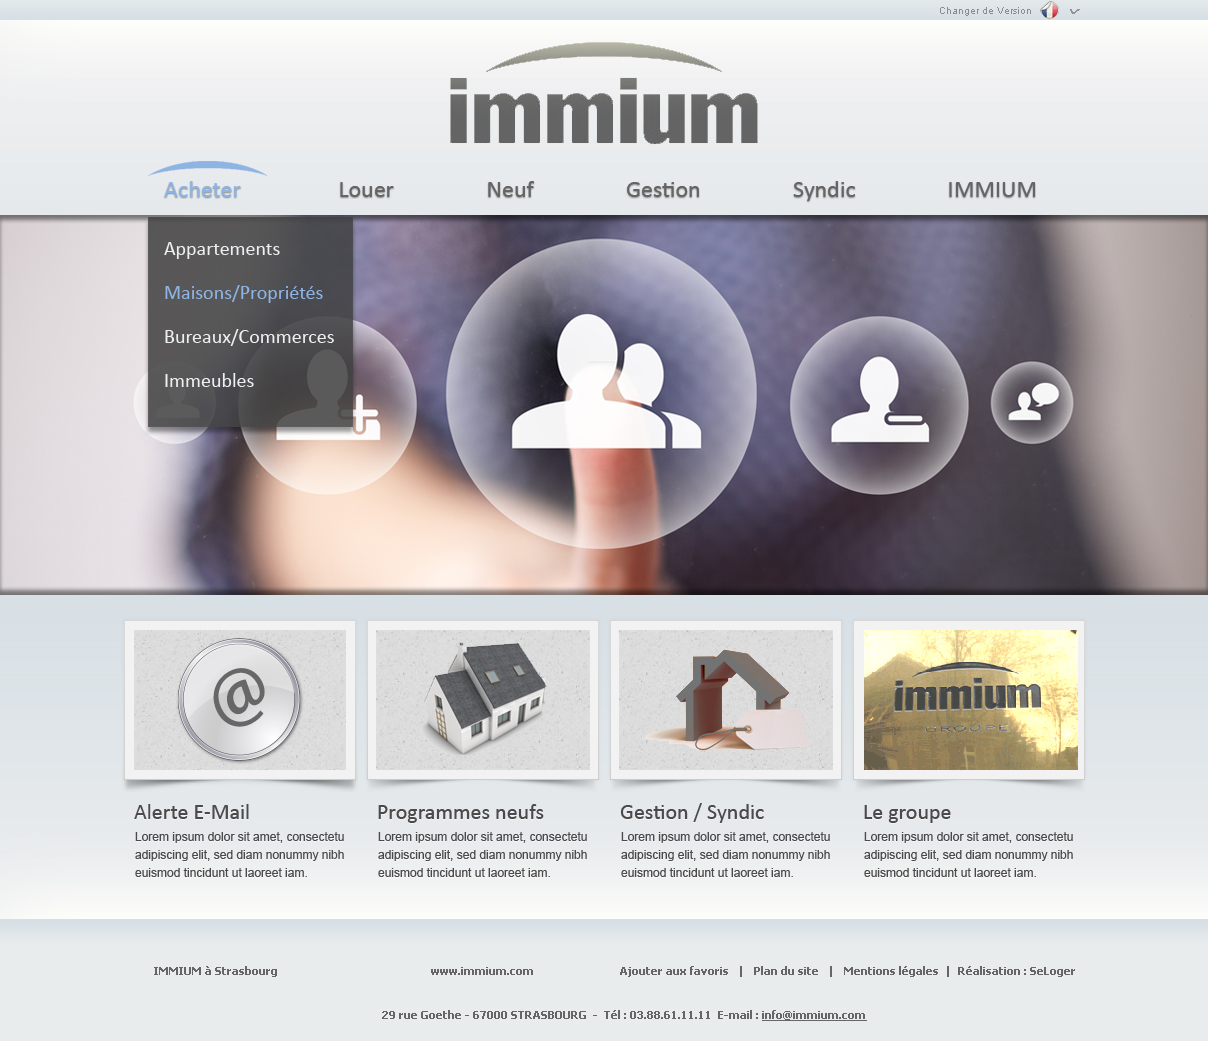 Changer de Version
immium
Acheter
Louer
Neuf
Gestion
Syndic
IMMIUM
Appartements
Maisons/Propriétés
Bureaux/Commerces
Immeubles
@
immium
GROUPE
Alerte E-Mail
Lorem ipsum dolor sit amet, consectetu
adipiscing elit, sed diam nonummy nibh
euismod tincidunt ut laoreet iam.
Programmes neufs
Lorem ipsum dolor sit amet, consectetu
adipiscing elit, sed diam nonummy nibh
euismod tincidunt ut laoreet iam.
Gestion / Syndic
Lorem ipsum dolor sit amet, consectetu
adipiscing elit, sed diam nonummy nibh
euismod tincidunt ut laoreet iam.
Le groupe
Lorem ipsum dolor sit amet, consectetu
adipiscing elit, sed diam nonummy nibh
euismod tincidunt ut laoreet iam.
IMMIUM à Strasbourg
www.immium.com
Ajouter aux favoris | Plan du site | Mentions légales | Réalisation : SeLoger
29 rue Goethe - 67000 STRASBOURG - Tél : 03.88.61.11.11 E-mail : info@immium.com